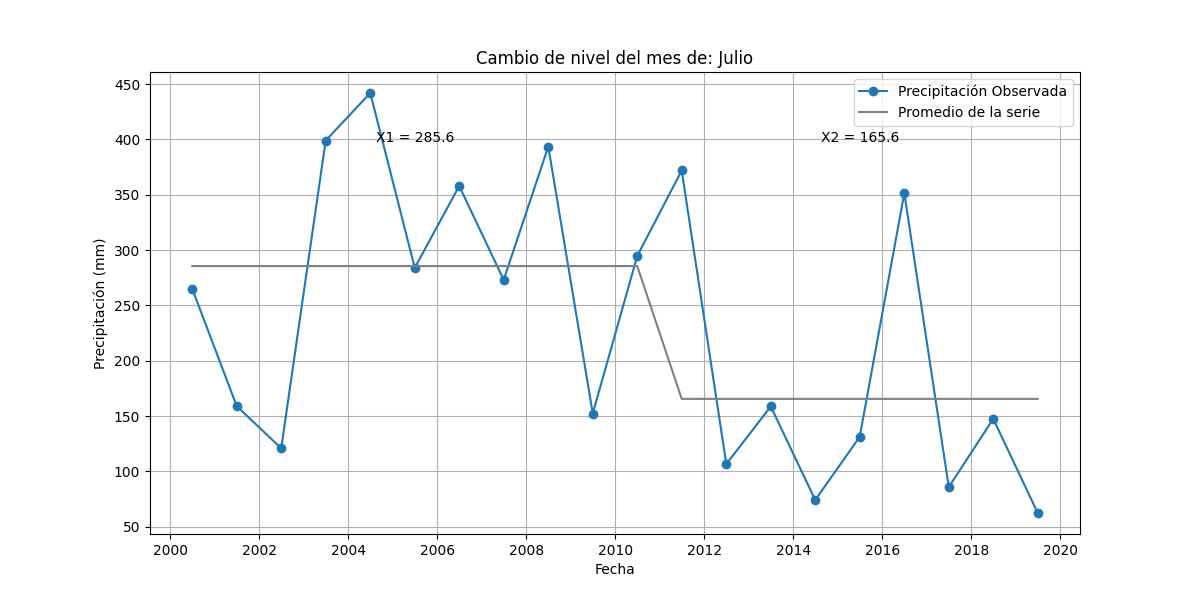 Cambio de nivel del mes de: Julio
Precipitación Observada
Promedio de la serie
X1 = 285.6
X2 = 165.6
Precipitación (mm)
450
400
350
300
250
200
150
100
50
2000 2002 2004 2006 2008 2010 2012 2014 2016 2018 2020
Fecha